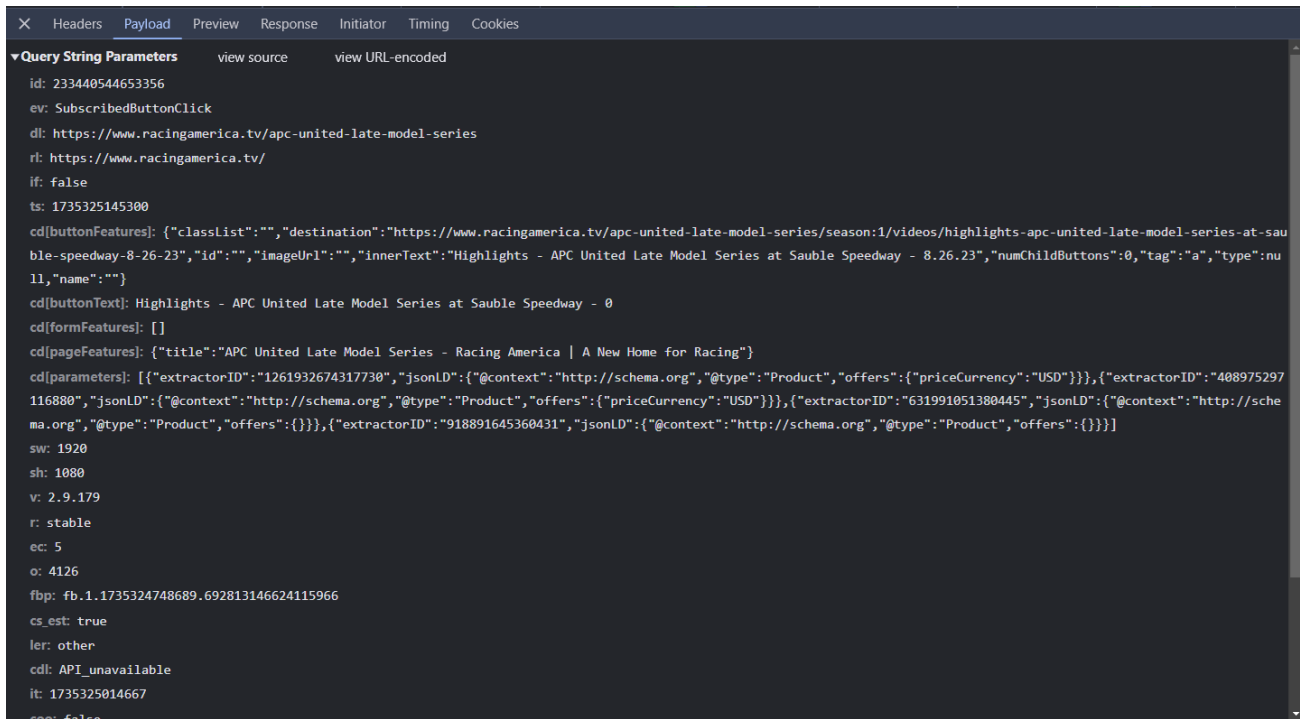 Headers Payload Preview Response Initiator Timing Cookies
Query String Parameters view source view URL-encoded
id: 233440544653356
ev: SubscribedButtonClick
dl: https://www.racingamerica.tv/apc-united-late-model-series
rl: https://www.racingamerica.tv/
if: false
ts: 1735325145300
cd[buttonFeatures]: {"classList":"","destination":"https://www.racingamerica.tv/apc-united-late-model-series/season:1/videos/highlights-apc-united-late-model-series-at-sau
ble-speedway-8-26-23","id":"","imageUrl":"","innerText":"Highlights - APC United Late Model Series at Sauble Speedway - 8.26.23","numChildButtons":0,"tag":"a","type":nu
ll,"name":""}
cd[buttonText]: Highlights - APC United Late Model Series at Sauble Speedway - 0
cd[formFeatures]: []
cd[pageFeatures]: {"title":"APC United Late Model Series - Racing America | A New Home for Racing"}
cd[parameters]: [{"extractorID":"1261932674317730","jsonLD":{"@context":"http://schema.org","@type":"Product","offers":{"priceCurrency":"USD"}}},{"extractorID":"408975297
116880","jsonLD":{"@context":"http://schema.org","@type":"Product","offers":{"priceCurrency":"USD"}}},{"extractorID":"631991051380445","jsonLD":{"@context":"http://sche
ma.org","@type":"Product","offers":{}}},{"extractorID":"918891645360431","jsonLD":{"@context":"http://schema.org","@type":"Product","offers":{}}}]
sw: 1920
sh: 1080
v: 2.9.179
r: stable
ec: 5
o: 4126
fbp: fb.1.1735324748689.692813146624115966
cs_est: true
ler: other
cdl: API_unavailable
it: 1735325014667
coo: false